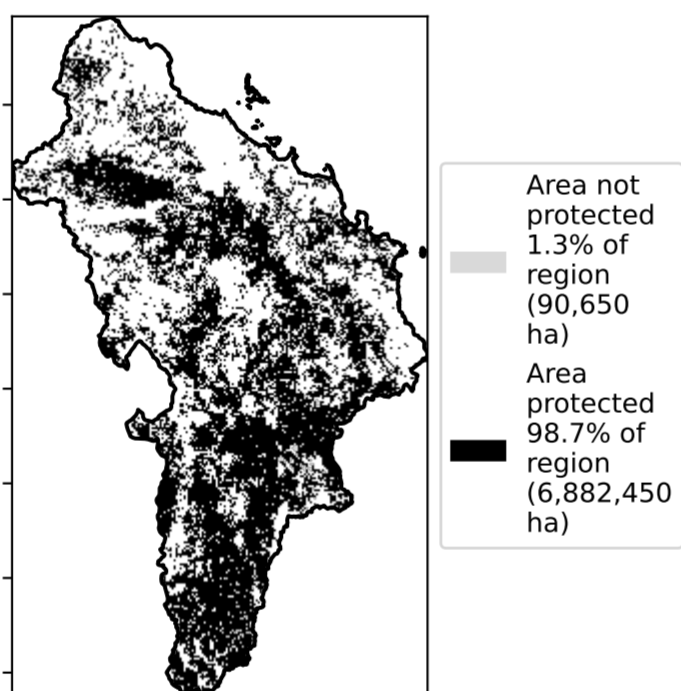 Area not
protected
1.3% of
region
(90,650
ha)
Area
protected
98.7% of
region
(6,882,450
ha)